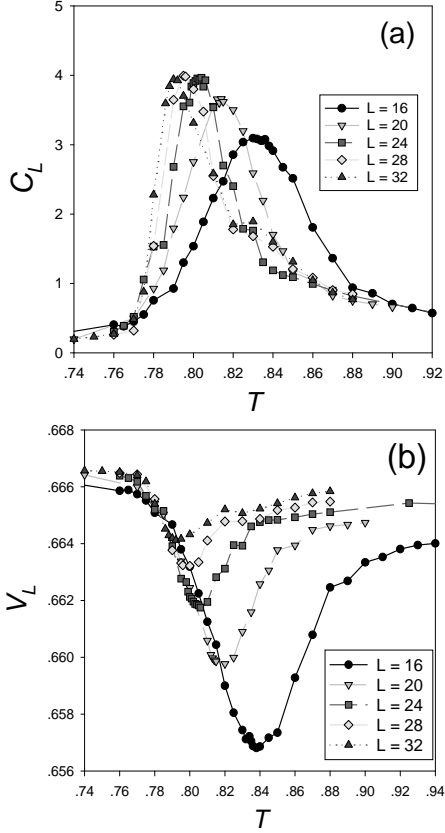 (a)
5
4
3
2
1
0
C_L
L = 16
L = 20
L = 24
L = 28
L = 32
.74 .76 .78 .80 .82 .84 .86 .88 .90 .92
T
(b)
.668
.666
.664
.662
.660
.657
.656
V_L
L = 16
L = 20
L = 24
L = 28
L = 32
.74 .76 .78 .80 .82 .84 .86 .88 .90 .92 .94
T